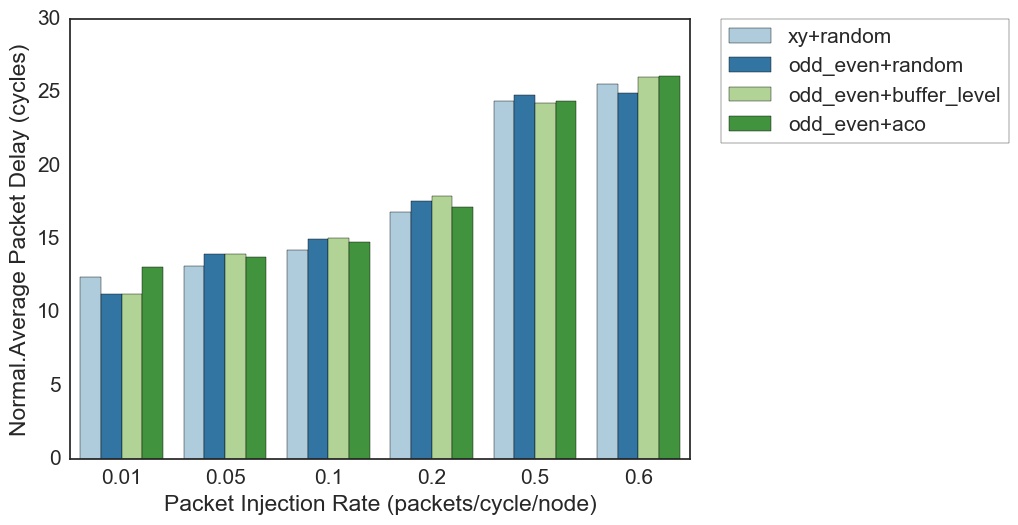 Normal.Average Packet Delay (cycles)
30
25
20
15
10
5
0
0.01 0.05 0.1 0.2 0.5 0.6
Packet Injection Rate (packets/cycle/node)
xy+random
odd_even+random
odd_even+buffer_level
odd_even+aco